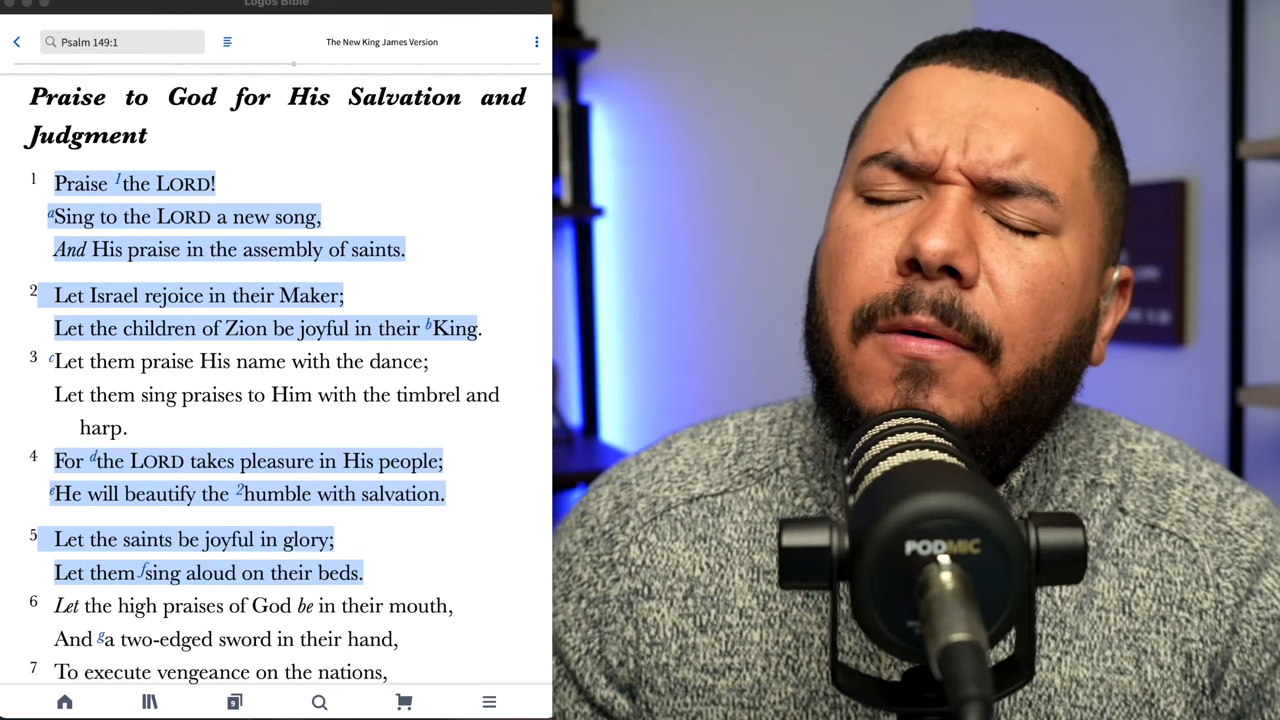 Logos Bible
Psalm 149:1
The New King James Version
Praise to God for His Salvation and
Judgment
1 Praise 1the LORD!
aSing to the LORD a new song,
And His praise in the assembly of saints.
2 Let Israel rejoice in their Maker;
Let the children of Zion be joyful in their bKing.
3 cLet them praise His name with the dance;
Let them sing praises to Him with the timbrel and
harp.
4 For dthe LORD takes pleasure in His people;
eHe will beautify the 2humble with salvation.
5 Let the saints be joyful in glory;
Let them fsing aloud on their beds.
6 Let the high praises of God be in their mouth,
And ga two-edged sword in their hand,
7 To execute vengeance on the nations,
9
PODMIC